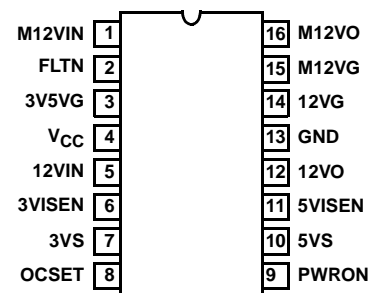 M12VIN 1 16 M12VO
FLTN 2 15 M12VG
3V5VG 3 14 12VG
VCC 4 13 GND
12VIN 5 12 12VO
3VISEN 6 11 5VISEN
3VS 7 10 5VS
OCSET 8 9 PWRON